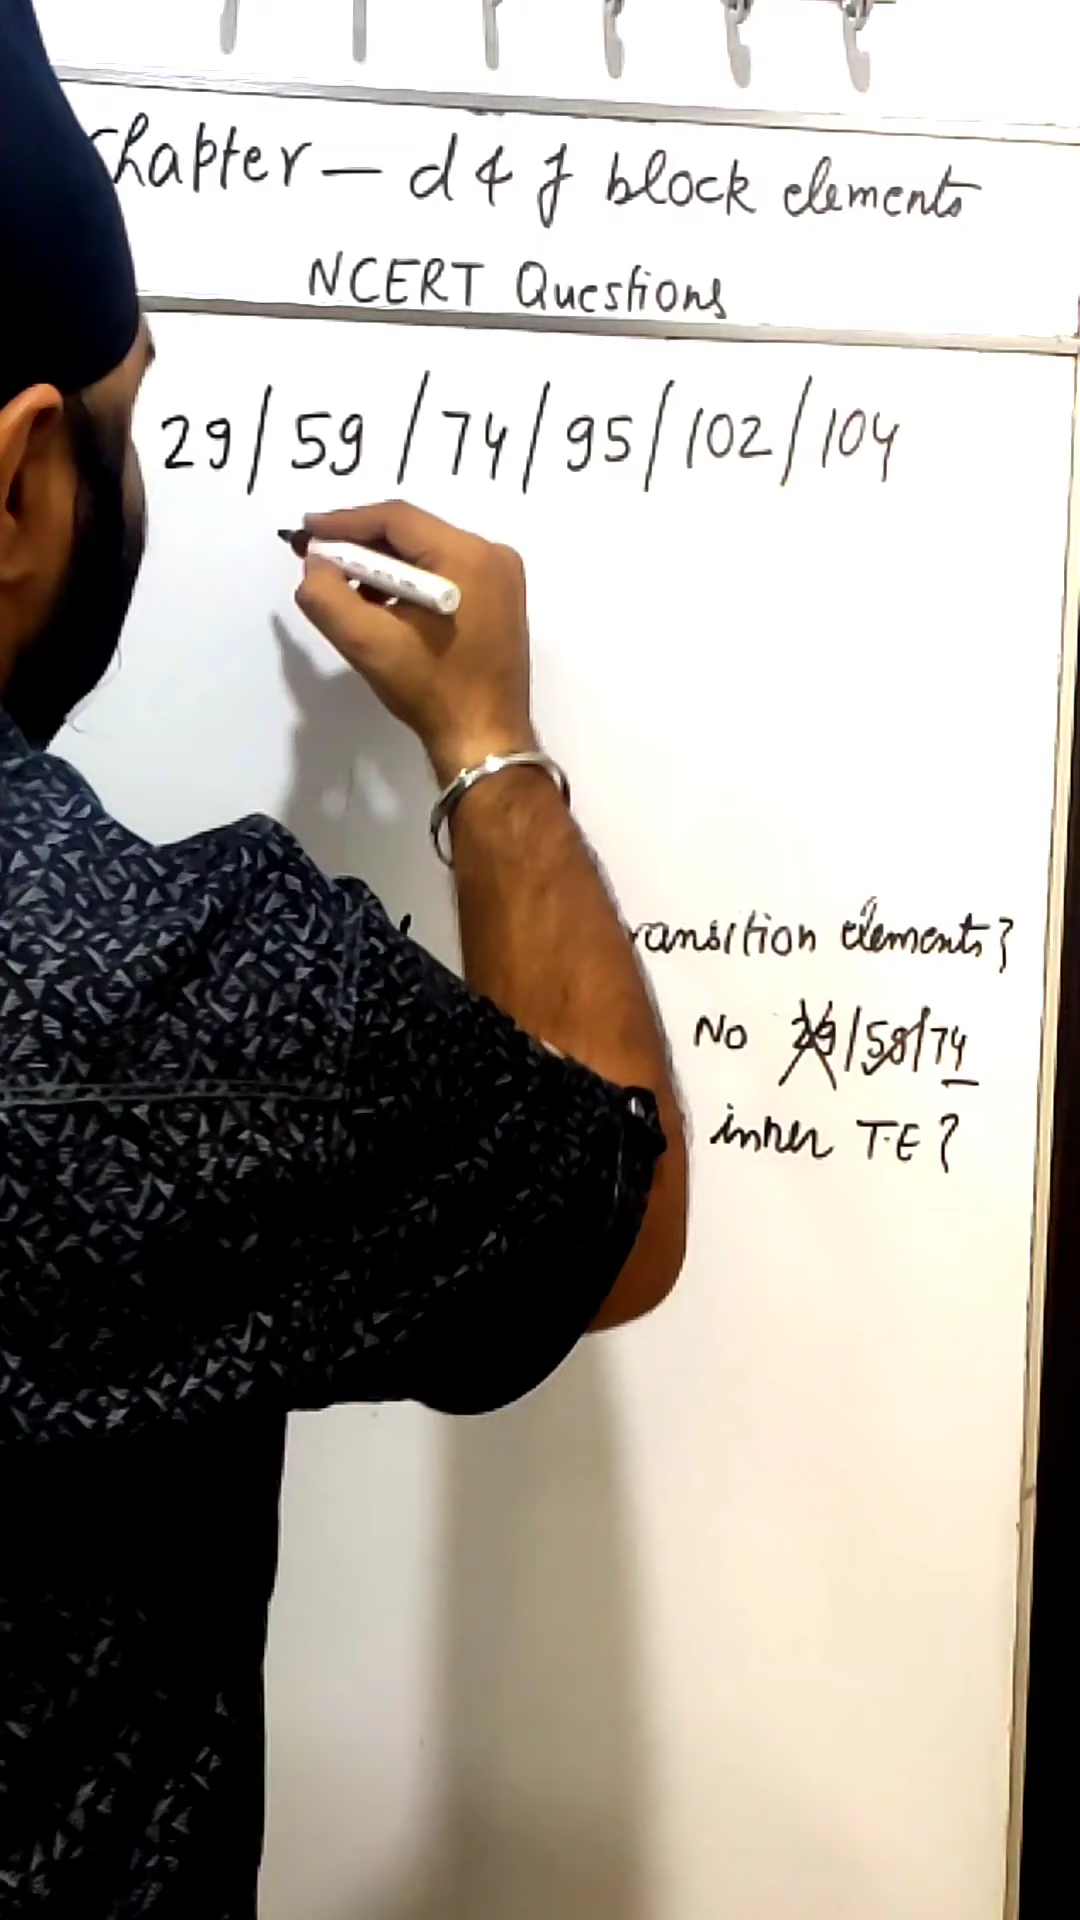 Chapter – d & f block elements
NCERT Questions
29/59/74/95/102/104
ransition elements?
No 29/58/74
inner T.E?